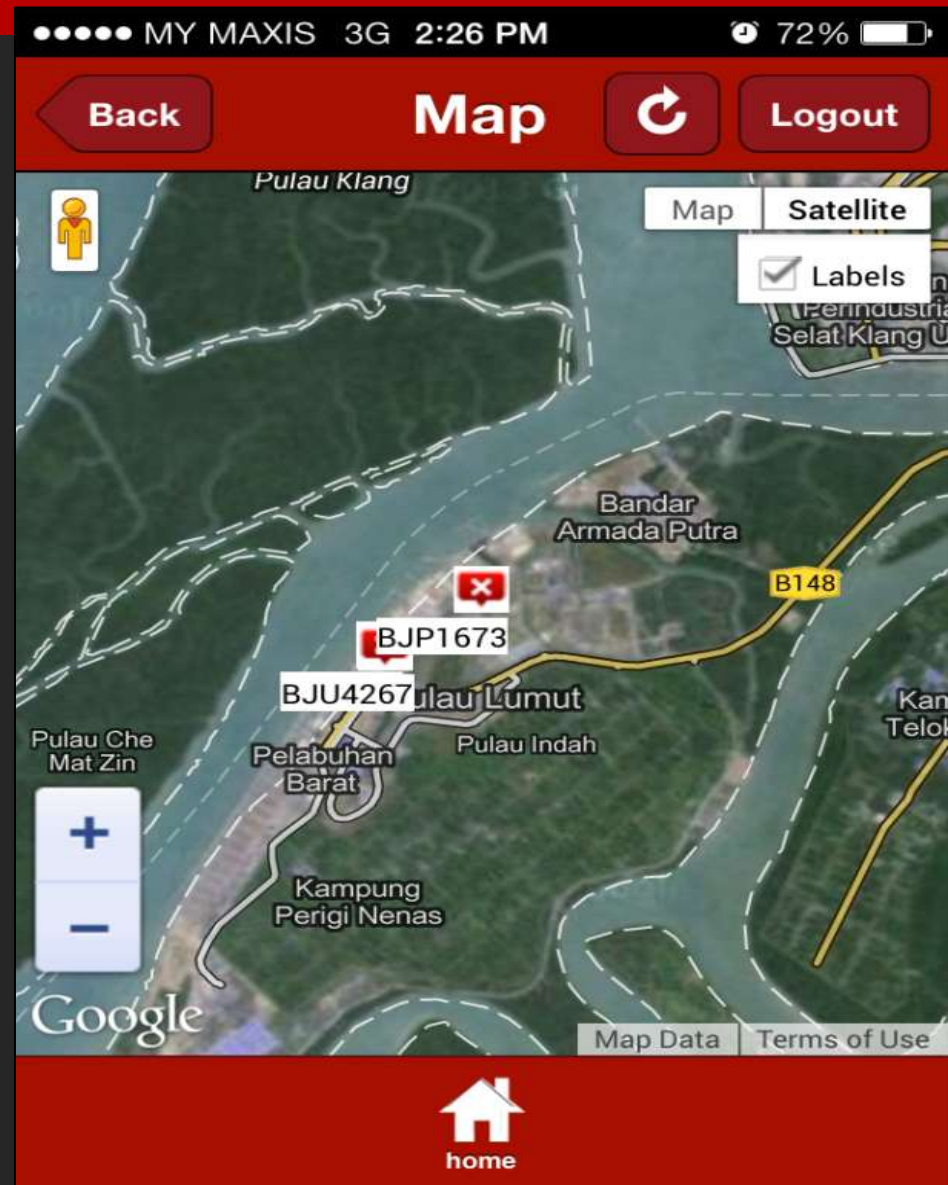 MY MAXIS 3G 2:26 PM 72%
Back Map Logout
Pulau Klang
Map Satellite
Labels
Selat Klang U
Bandar
Armada Putra
B148
BJP1673
BJU4267 ulau Lumut
Pulau Indah
Pulau Che
Mat Zin
Pelabuhan
Barat
Kan
Telok
Kampung
Perigi Nenas
Google
Map Data Terms of Use
home